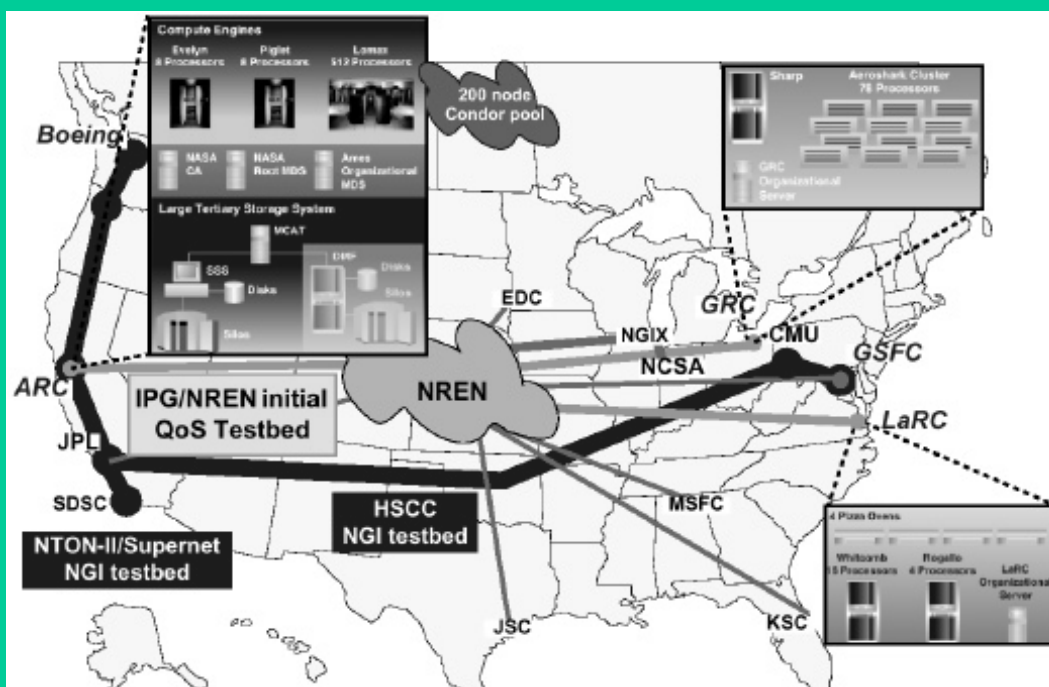 Compute Engines
Evelyn
8 Processors
Piglet
8 Processors
Lomax
512 Processors
NASA
CA
NASA
Root MDS
Ames
Organizational
MDS
Large Tertiary Storage System
MCAT
SSS
Disks
Silos
DMF
Disks
Silos
200 node
Condor pool
Sharp
Aeroshark Cluster
76 Processors
GRC
Organizational
Server
Boeing
EDC
GRC
NGIX
CMU
NCSA
GSFC
ARC
NREN
IPG/NREN initial
QoS Testbed
LaRC
JPL
SDSC
HSCC
NGI testbed
MSFC
NTON-II/Supernet
NGI testbed
JSC
KSC
4 Pizza Ovens
Whitcomb
16 Processors
Rogallo
4 Processors
LaRC
Organizational
Server